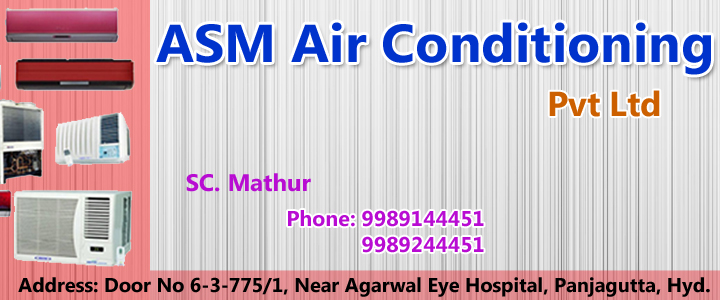 ASM Air Conditioning
Pvt Ltd
SC. Mathur
Phone: 9989144451
9989244451
Address: Door No 6-3-775/1, Near Agarwal Eye Hospital, Panjagutta, Hyd.